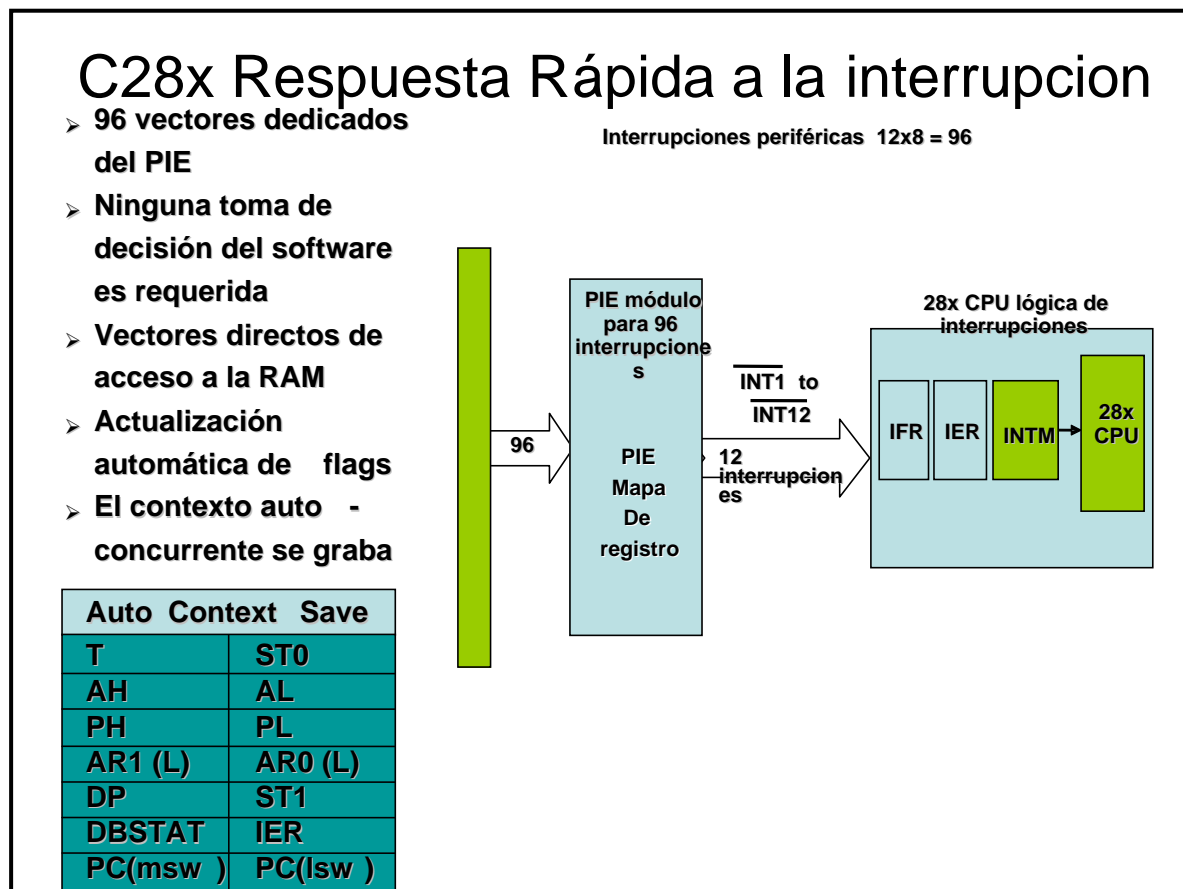 C28x Respuesta Rápida a la interrupcion
➢ 96 vectores dedicados
del PIE
➢ Ninguna toma de
decisión del software
es requerida
➢ Vectores directos de
acceso a la RAM
➢ Actualización
automática de flags
➢ El contexto auto -
concurrente se graba
Auto Context Save
T ST0
AH AL
PH PL
AR1 (L) AR0 (L)
DP ST1
DBSTAT IER
PC(msw ) PC(lsw )
Interrupciones periféricas 12x8 = 96
96
PIE módulo
para 96
interrupcione
s
PIE
Mapa
De
registro
INT1 to
INT12
12
interrupcion
es
28x CPU lógica de
interrupciones
IFR
IER
INTM
28x
CPU